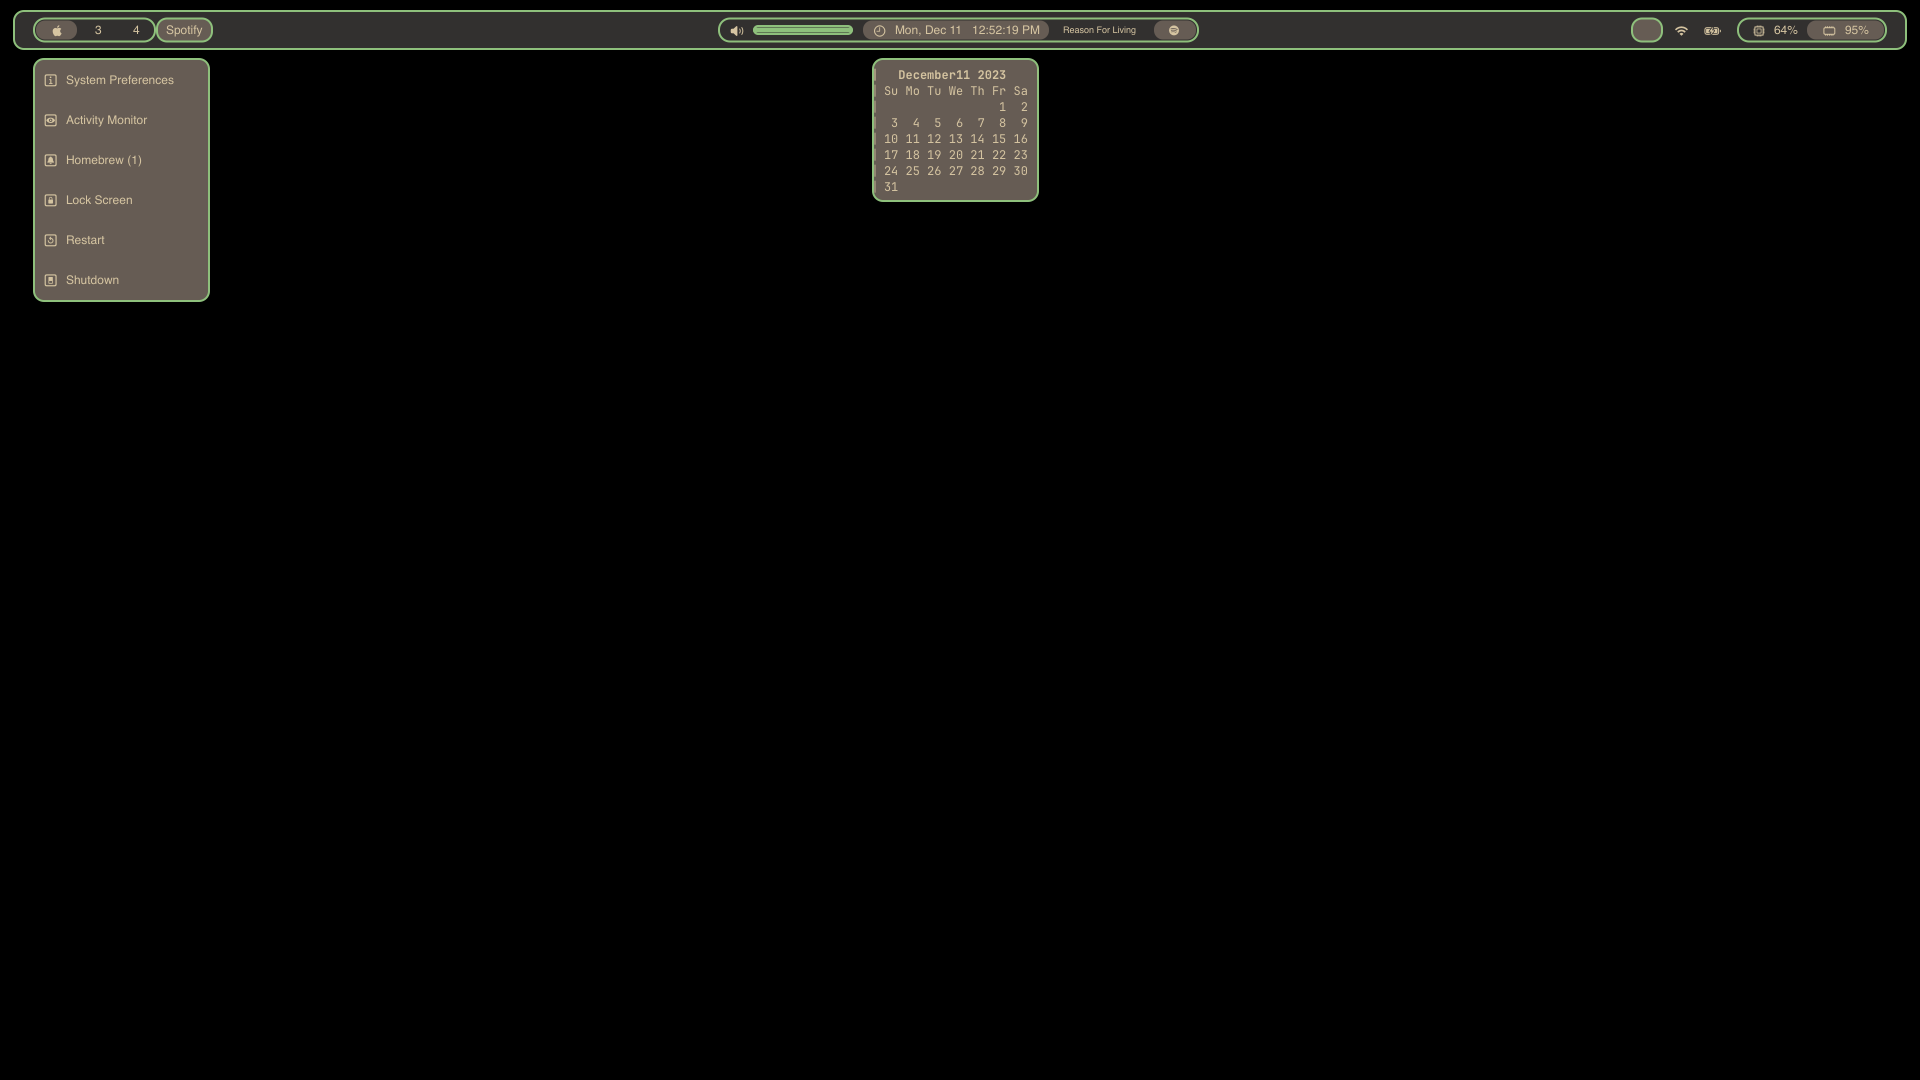 3 4 Spotify Mon, Dec 11 12:52:19 PM Reason For Living 64% 95%
System Preferences
Activity Monitor
Homebrew (1)
Lock Screen
Restart
Shutdown
December11 2023
Su Mo Tu We Th Fr Sa
1 2
3 4 5 6 7 8 9
10 11 12 13 14 15 16
17 18 19 20 21 22 23
24 25 26 27 28 29 30
31